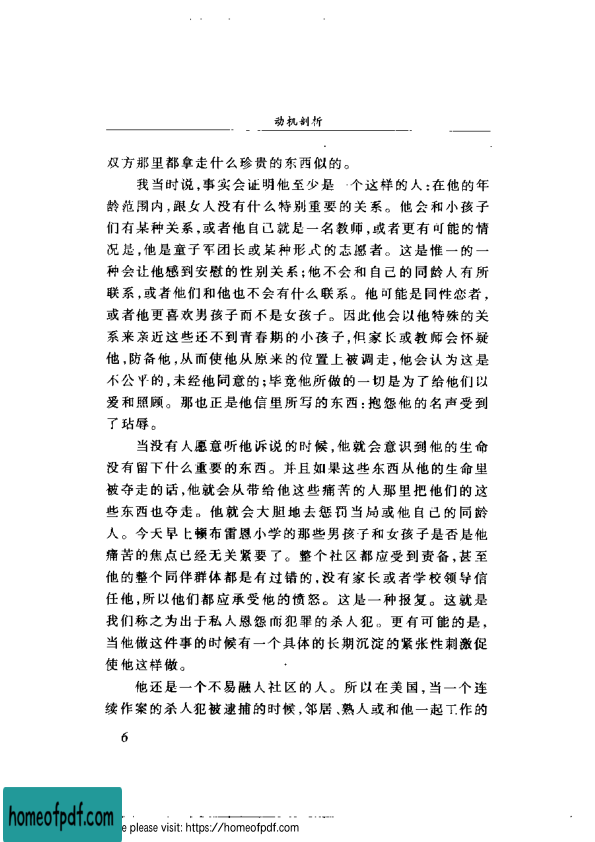 动机剖析
双方那里都拿走什么珍贵的东西似的。
我当时说,事实会证明他至少是一个这样的人:在他的年
龄范围内,跟女人没有什么特别重要的关系。他会和小孩子
们有某种关系,或者他自己就是一名教师,或者更有可能的情
况是,他是童子军团长或某种形式的志愿者。这是惟一的一
种会让他感到安慰的性别关系;他不会和自己的同龄人有所
联系,或者他们和他也不会有什么联系。他可能是同性恋者,
或者他更喜欢男孩子而不是女孩子。因此他会以他特殊的关
系来亲近这些还不到青春期的小孩子,但家长或教师会怀疑
他,防备他,从而使他从原来的位置上被调走,他会认为这是
不公平的,未经他同意的;毕竟他所做的一切是为了给他们以
爱和照顾。那也正是他信里所写的东西:抱怨他的名声受到
了玷辱。
当没有人愿意听他诉说的时候,他就会意识到他的生命
没有留下什么重要的东西。并且如果这些东西从他的生命里
被夺走的话,他就会从带给他这些痛苦的人那里把他们的这
些东西也夺走。他就会大胆地去惩罚当局或他自己的同龄
人。今天早上顿布雷恩小学的那些男孩子和女孩子是否是他
痛苦的焦点已经无关紧要了。整个社区都应受到责备,甚至
他的整个同伴群体都是有过错的,没有家长或者学校领导信
任他,所以他们都应承受他的愤怒。这是一种报复。这就是
我们称之为出于私人恩怨而犯罪的杀人犯。更有可能的是,
当他做这件事的时候有一个具体的长期沉淀的紧张性刺激促
使他这样做。
他还是一个不易融人社区的人。所以在美国,当一个连
续作案的杀人犯被逮捕的时候,邻居、熟人或和他一起工作的
6
homeofpdf.com
e please visit: https://homeofpdf.com